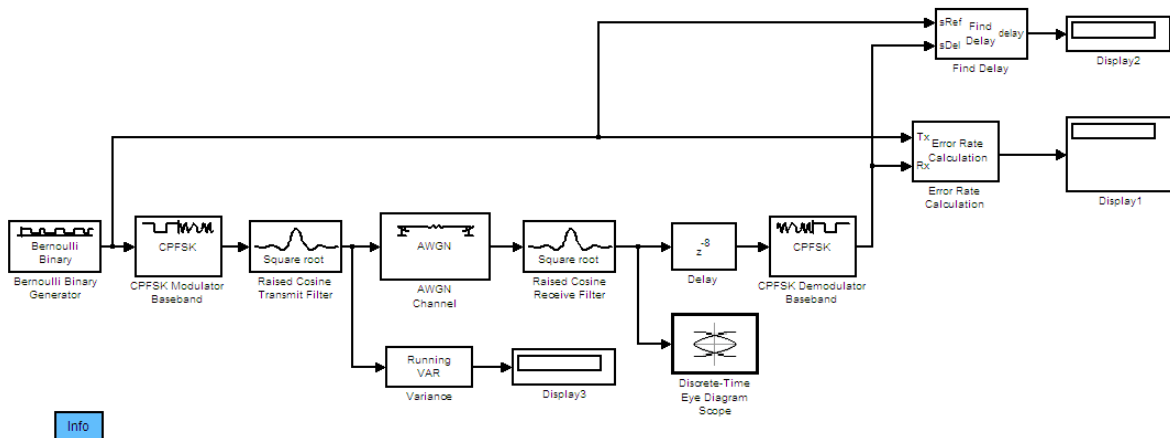 sRef
sDel
Find
Delay
delay
Find Delay
Display2
Tx
Rx
Error Rate
Calculation
Error Rate
Calculation
Display1
Bernoulli
Binary
Bernoulli Binary
Generator
CPFSK
CPFSK Modulator
Baseband
Square root
Raised Cosine
Transmit Filter
AWGN
AWGN
Channel
Square root
Raised Cosine
Receive Filter
z-8
Delay
CPFSK
CPFSK Demodulator
Baseband
Running
VAR
Variance
Display3
Discrete-Time
Eye Diagram
Scope
Info